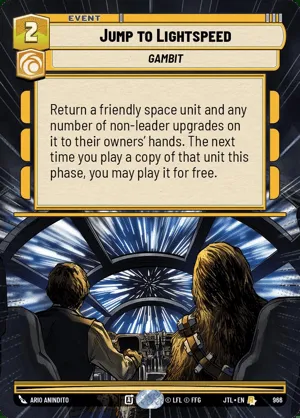 EVENT
2
JUMP TO LIGHTSPEED
GAMBIT
Return a friendly space unit and any
number of non-leader upgrades on
it to their owners' hands. The next
time you play a copy of that unit this
phase, you may play it for free.
ARIO ANINDITO
© LFL © FFG
JTL • EN
966